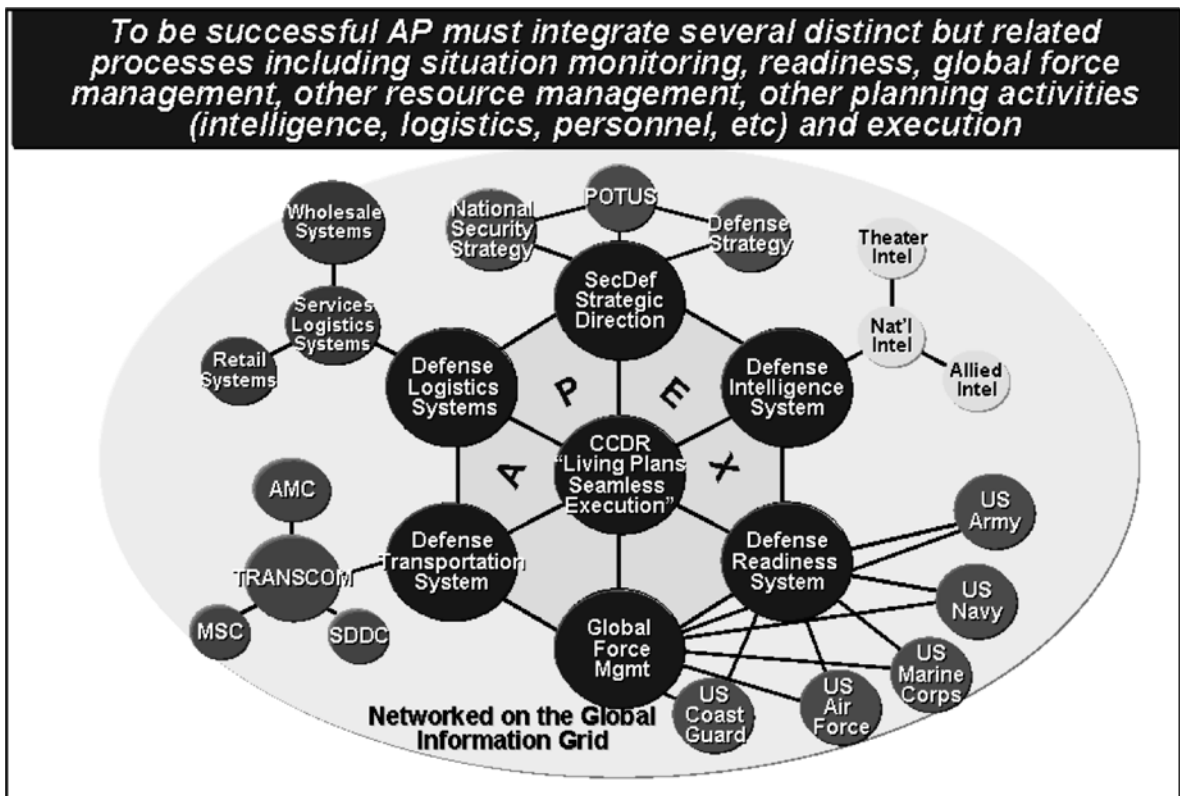 To be successful AP must integrate several distinct but related
processes including situation monitoring, readiness, global force
management, other resource management, other planning activities
(intelligence, logistics, personnel, etc) and execution
Wholesale
Systems
National
Security
Strategy
POTUS
Defense
Strategy
Theater
Intel
Services
Logistics
Systems
SecDef
Strategic
Direction
Nat'l
Intel
Retail
Systems
Allied
Intel
Defense
Logistics
Systems
Defense
Intelligence
System
A P E X
CCDR
“Living Plans
Seamless
Execution”
AMC
TRANSCOM
MSC
SDDC
Defense
Transportation
System
Defense
Readiness
System
Global
Force
Mgmt
US
Army
US
Navy
US
Marine
Corps
US
Air
Force
US
Coast
Guard
Networked on the Global
Information Grid